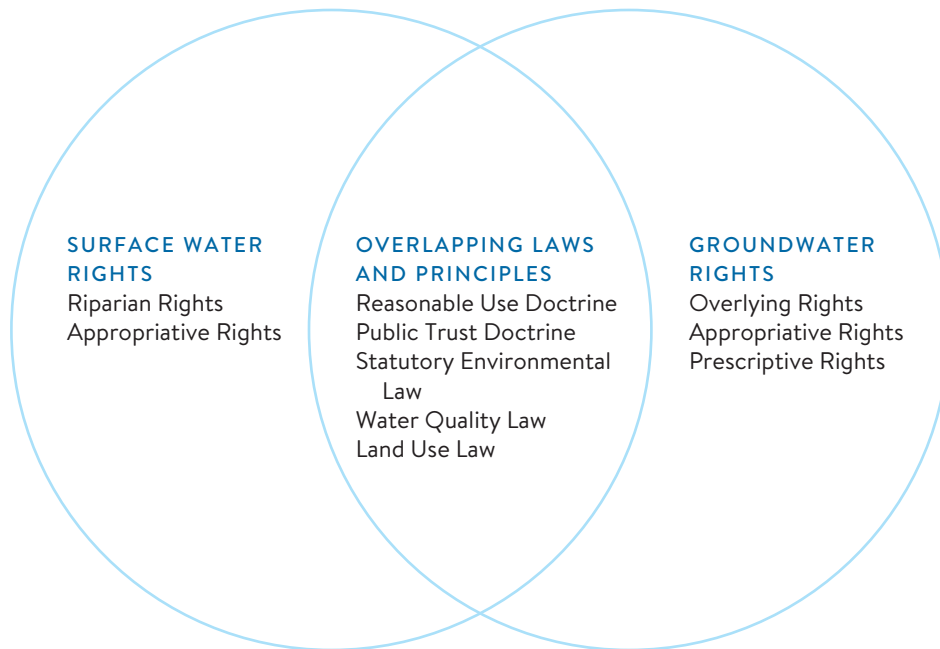 SURFACE WATER
RIGHTS
Riparian Rights
Appropriative Rights
OVERLAPPING LAWS
AND PRINCIPLES
Reasonable Use Doctrine
Public Trust Doctrine
Statutory Environmental
Law
Water Quality Law
Land Use Law
GROUNDWATER
RIGHTS
Overlying Rights
Appropriative Rights
Prescriptive Rights